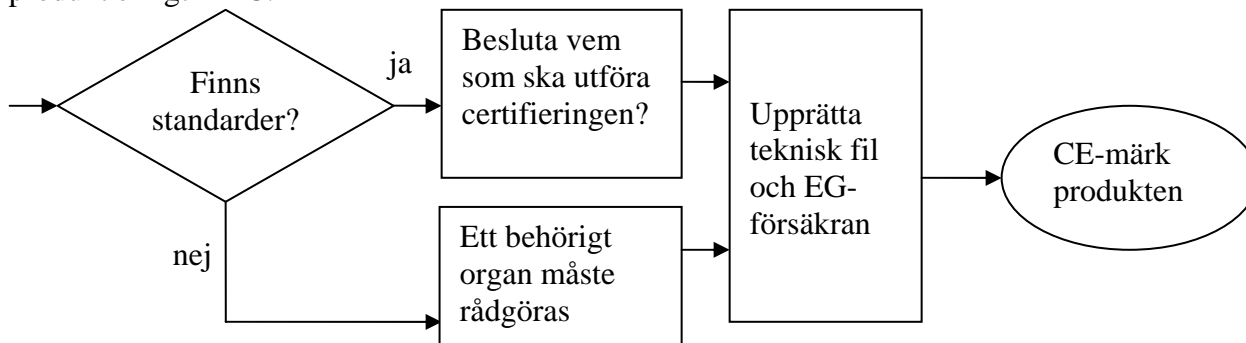 Finns
standarder?
ja
nej
Besluta vem
som ska utföra
certifieringen?
Ett behörigt
organ måste
rådgöras
Upprätta
teknisk fil
och EG-
försäkran
CE-märk
produkten